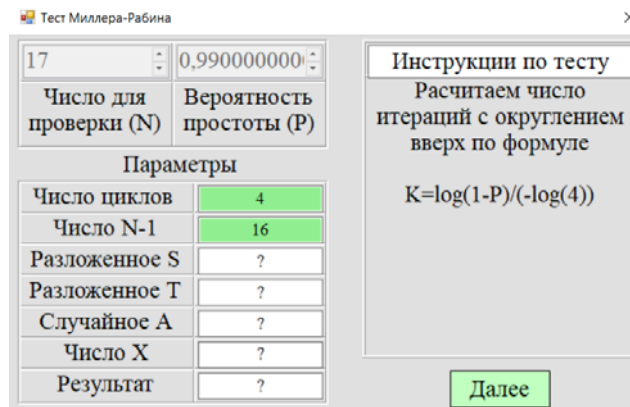 Тест Миллера-Рабина
17
0,990000000
Число для
проверки (N)
Вероятность
простоты (P)
Параметры
Число циклов
4
Число N-1
16
Разложенное S
?
Разложенное T
?
Случайное A
?
Число X
?
Результат
?
Инструкции по тесту
Расчитаем число
итераций с округлением
вверх по формуле
K=log(1-P)/(-log(4))
Далее